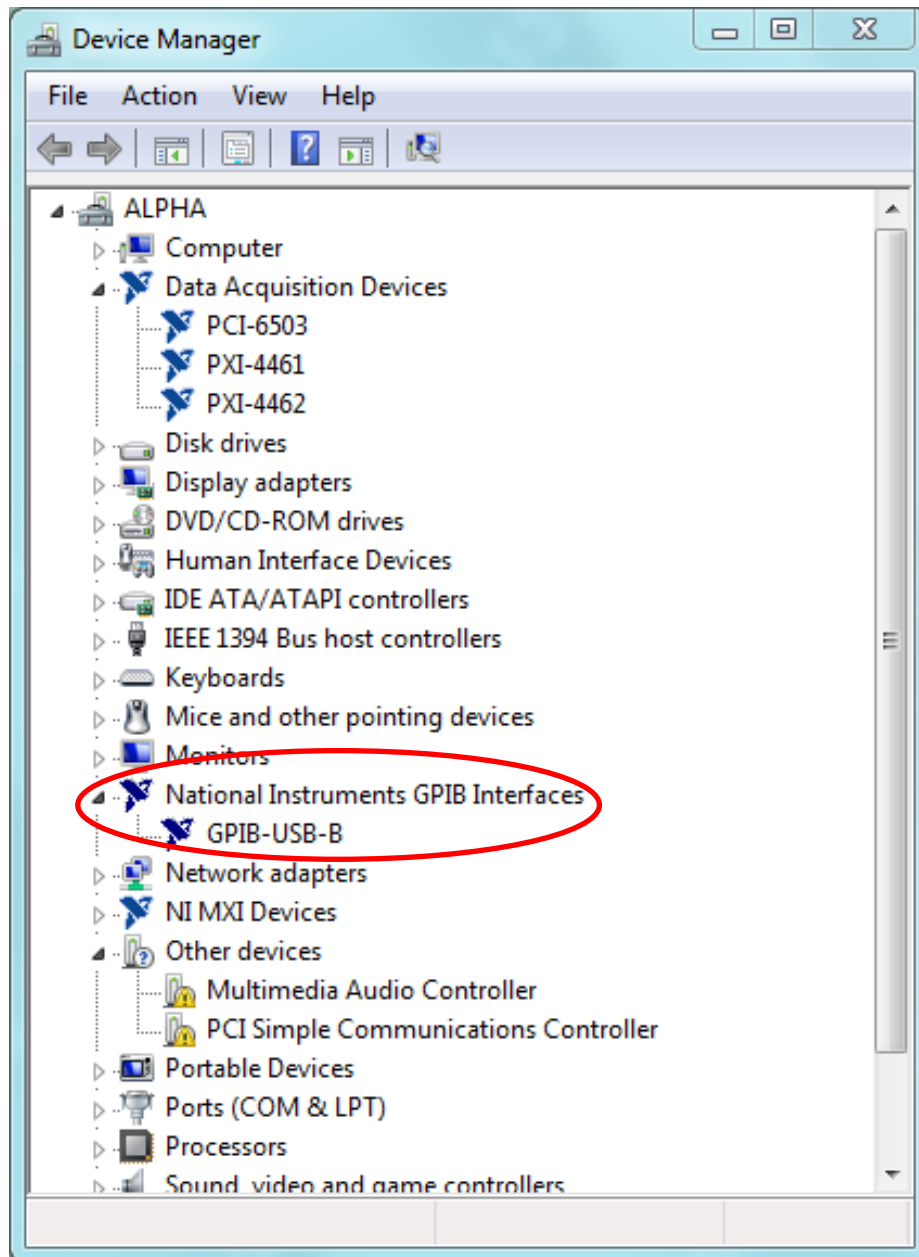 Device Manager
File Action View Help
ALPHA
Computer
Data Acquisition Devices
PCI-6503
PXI-4461
PXI-4462
Disk drives
Display adapters
DVD/CD-ROM drives
Human Interface Devices
IDE ATA/ATAPI controllers
IEEE 1394 Bus host controllers
Keyboards
Mice and other pointing devices
Monitors
National Instruments GPIB Interfaces
GPIB-USB-B
Network adapters
NI MXI Devices
Other devices
Multimedia Audio Controller
PCI Simple Communications Controller
Portable Devices
Ports (COM & LPT)
Processors
Sound, video and game controllers